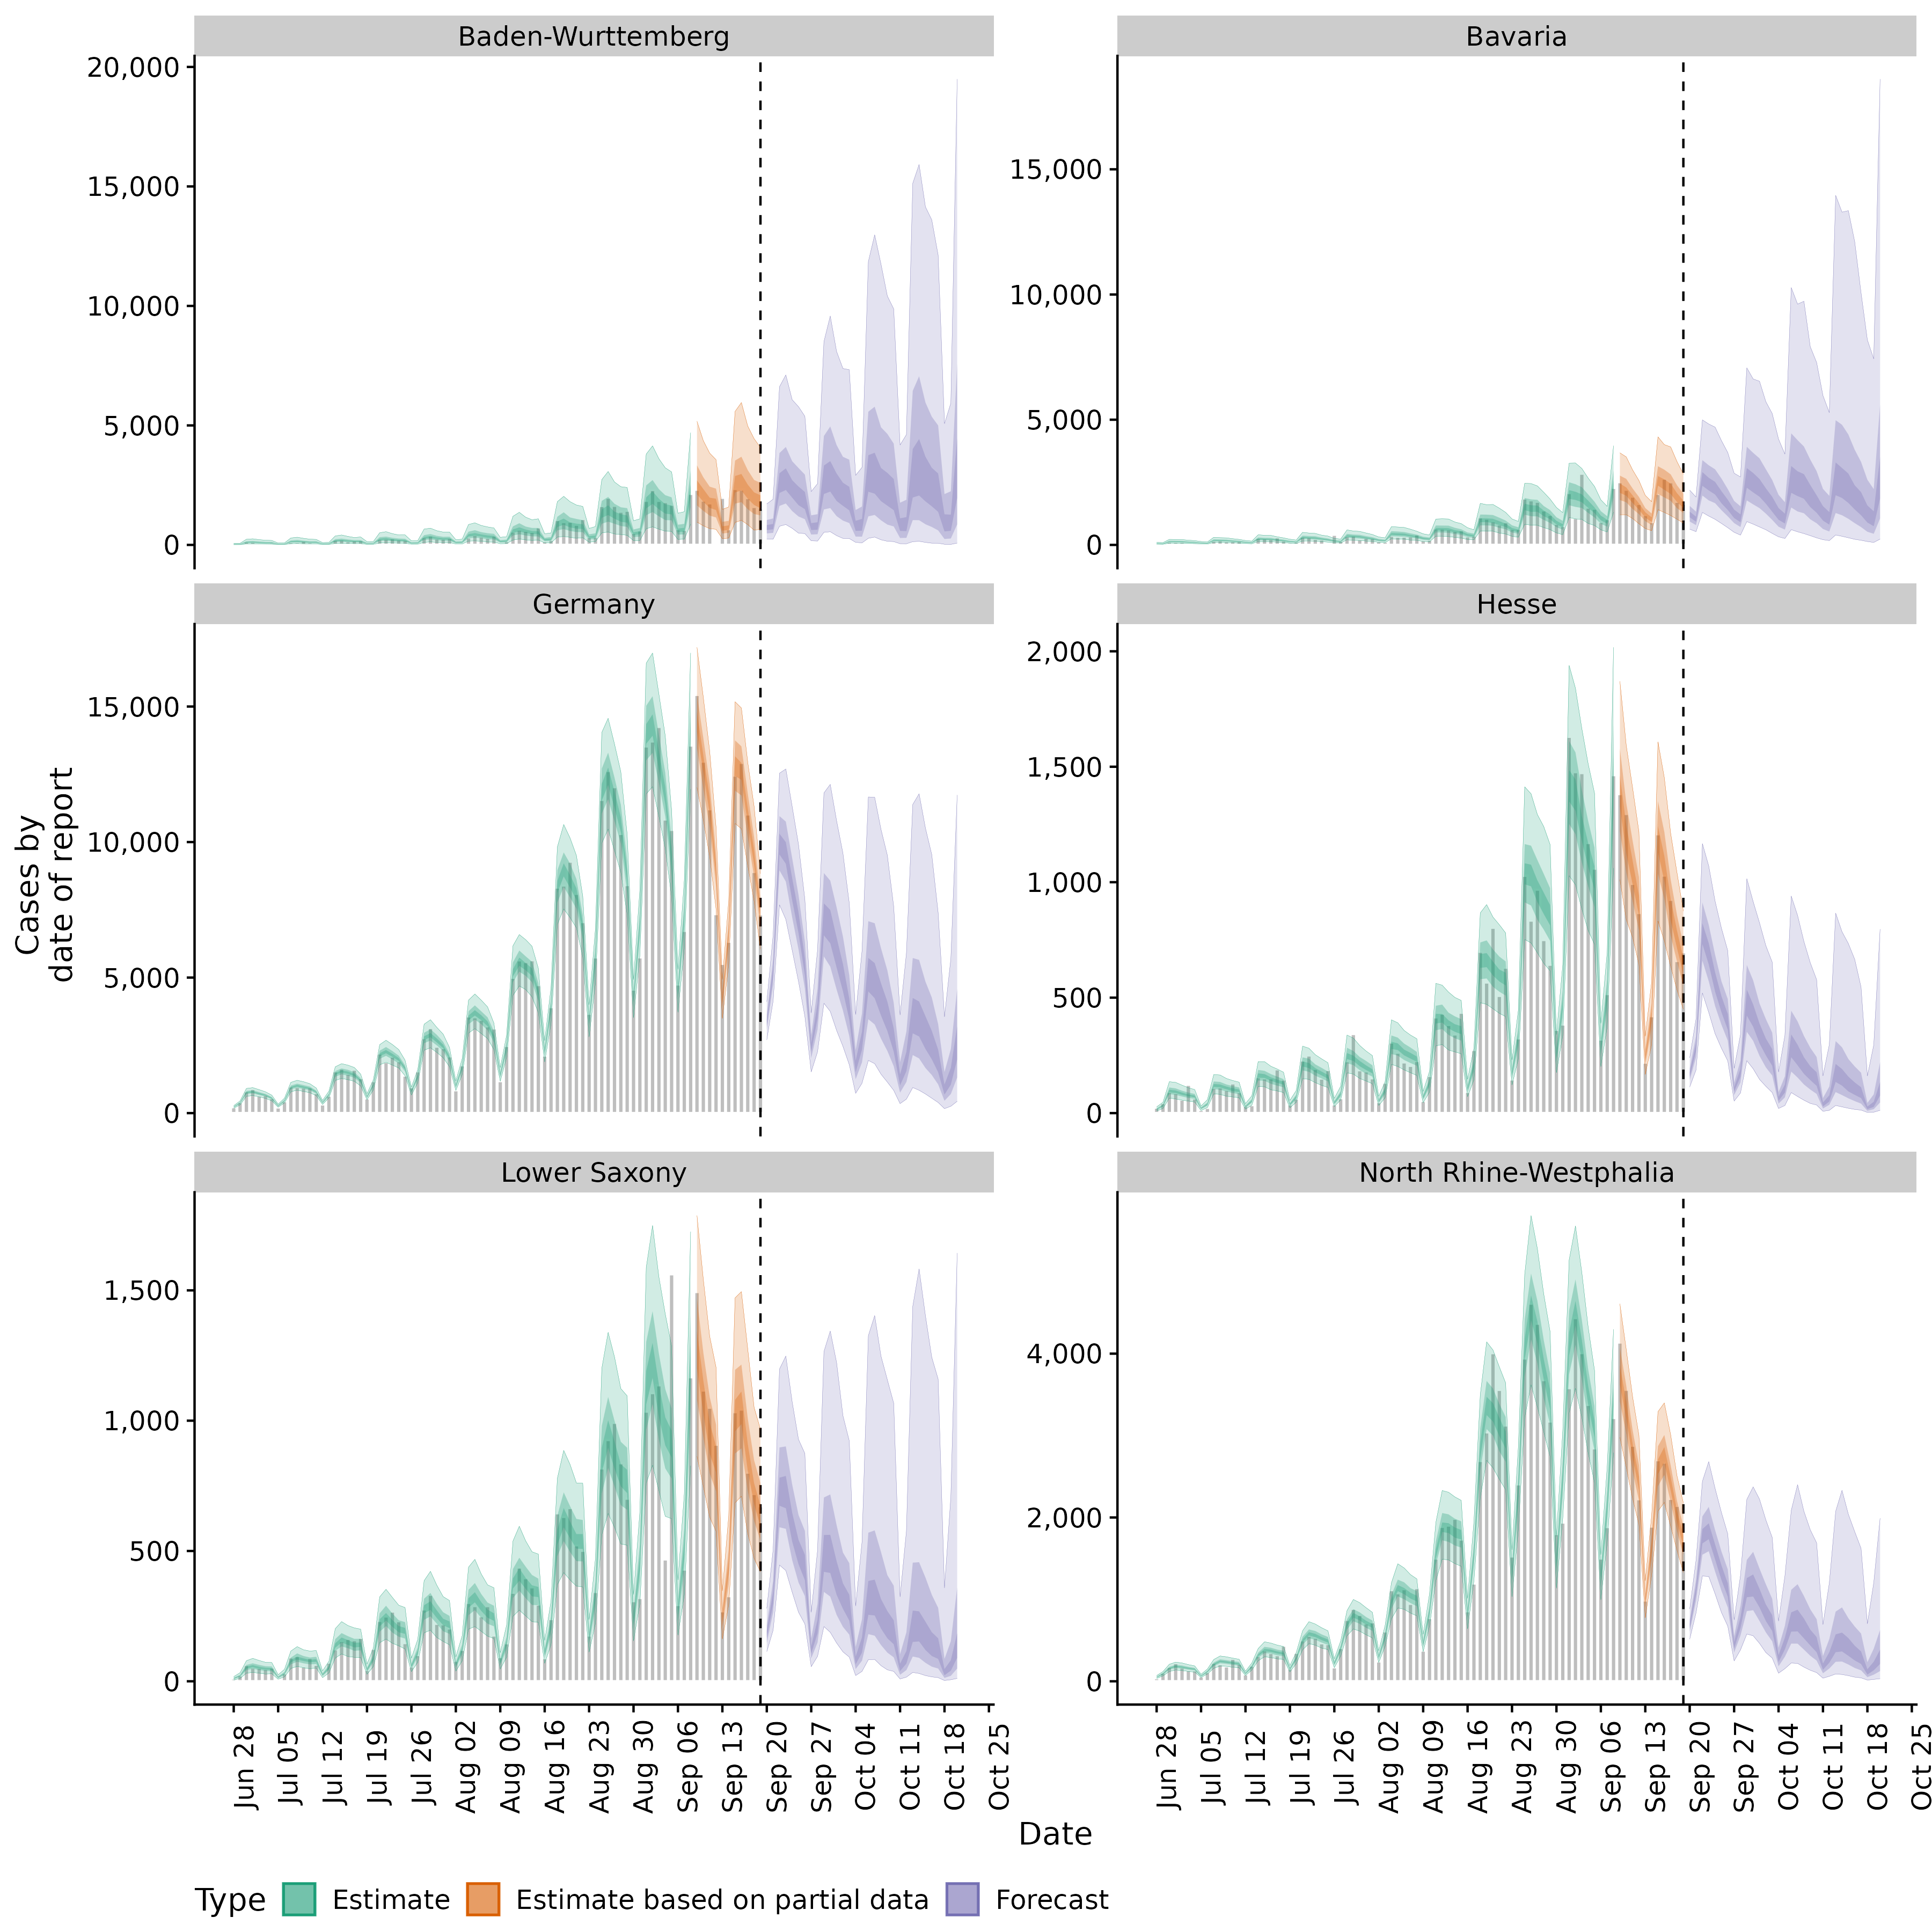 Baden-Wurttemberg
20,000
15,000
10,000
5,000
0
Bavaria
15,000
10,000
5,000
0
Germany
15,000
10,000
5,000
0
Hesse
2,000
1,500
1,000
500
0
Cases by
date of report
Lower Saxony
1,500
1,000
500
0
North Rhine-Westphalia
4,000
2,000
0
Jun 28 Jul 05 Jul 12 Jul 19 Jul 26 Aug 02 Aug 09 Aug 16 Aug 23 Aug 30 Sep 06 Sep 13 Sep 20 Sep 27 Oct 04 Oct 11 Oct 18 Oct 25
Jun 28 Jul 05 Jul 12 Jul 19 Jul 26 Aug 02 Aug 09 Aug 16 Aug 23 Aug 30 Sep 06 Sep 13 Sep 20 Sep 27 Oct 04 Oct 11 Oct 18 Oct 25
Date
Type Estimate Estimate based on partial data Forecast